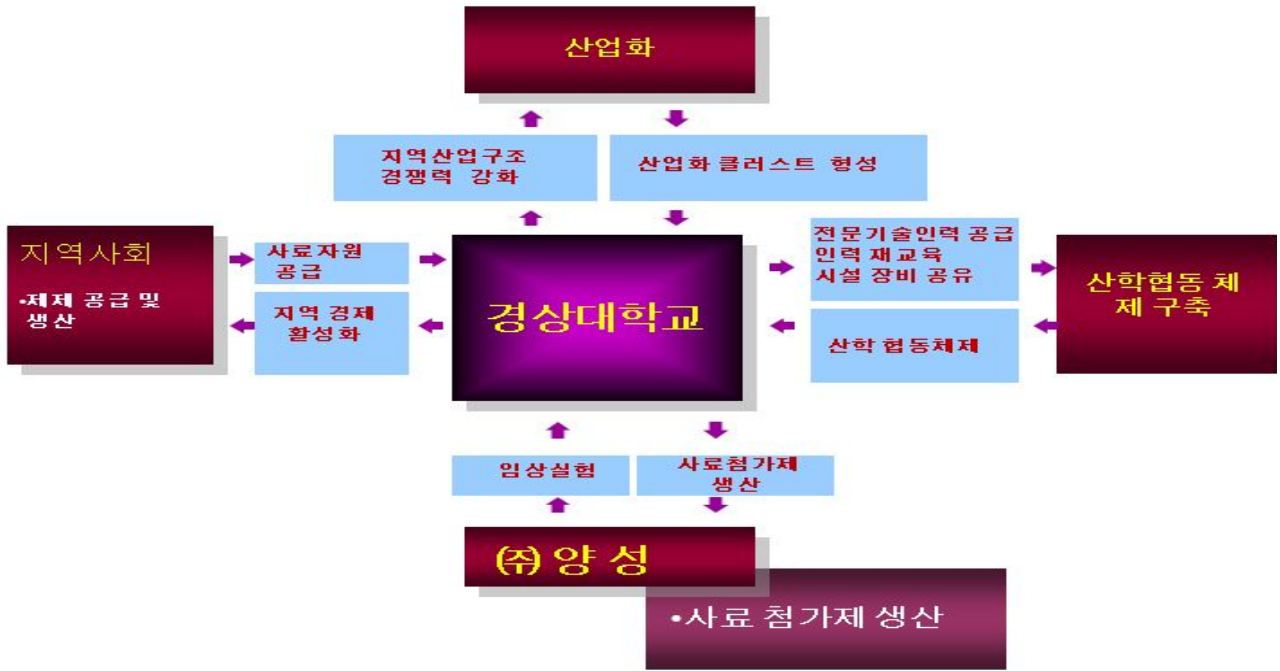 산업화
지역산업구조
경쟁력 강화
산업화 클러스트 형성
지역사회
•제제 공급 및
생산
사료자원
공급
지역 경제
활성화
경상대학교
전문기술인력 공급
인력 재교육
시설 장비 공유
산학 협동체제
산학협동 체
제 구축
임상실험
사료첨가제
생산
㈜ 양 성
•사료 첨가제 생산